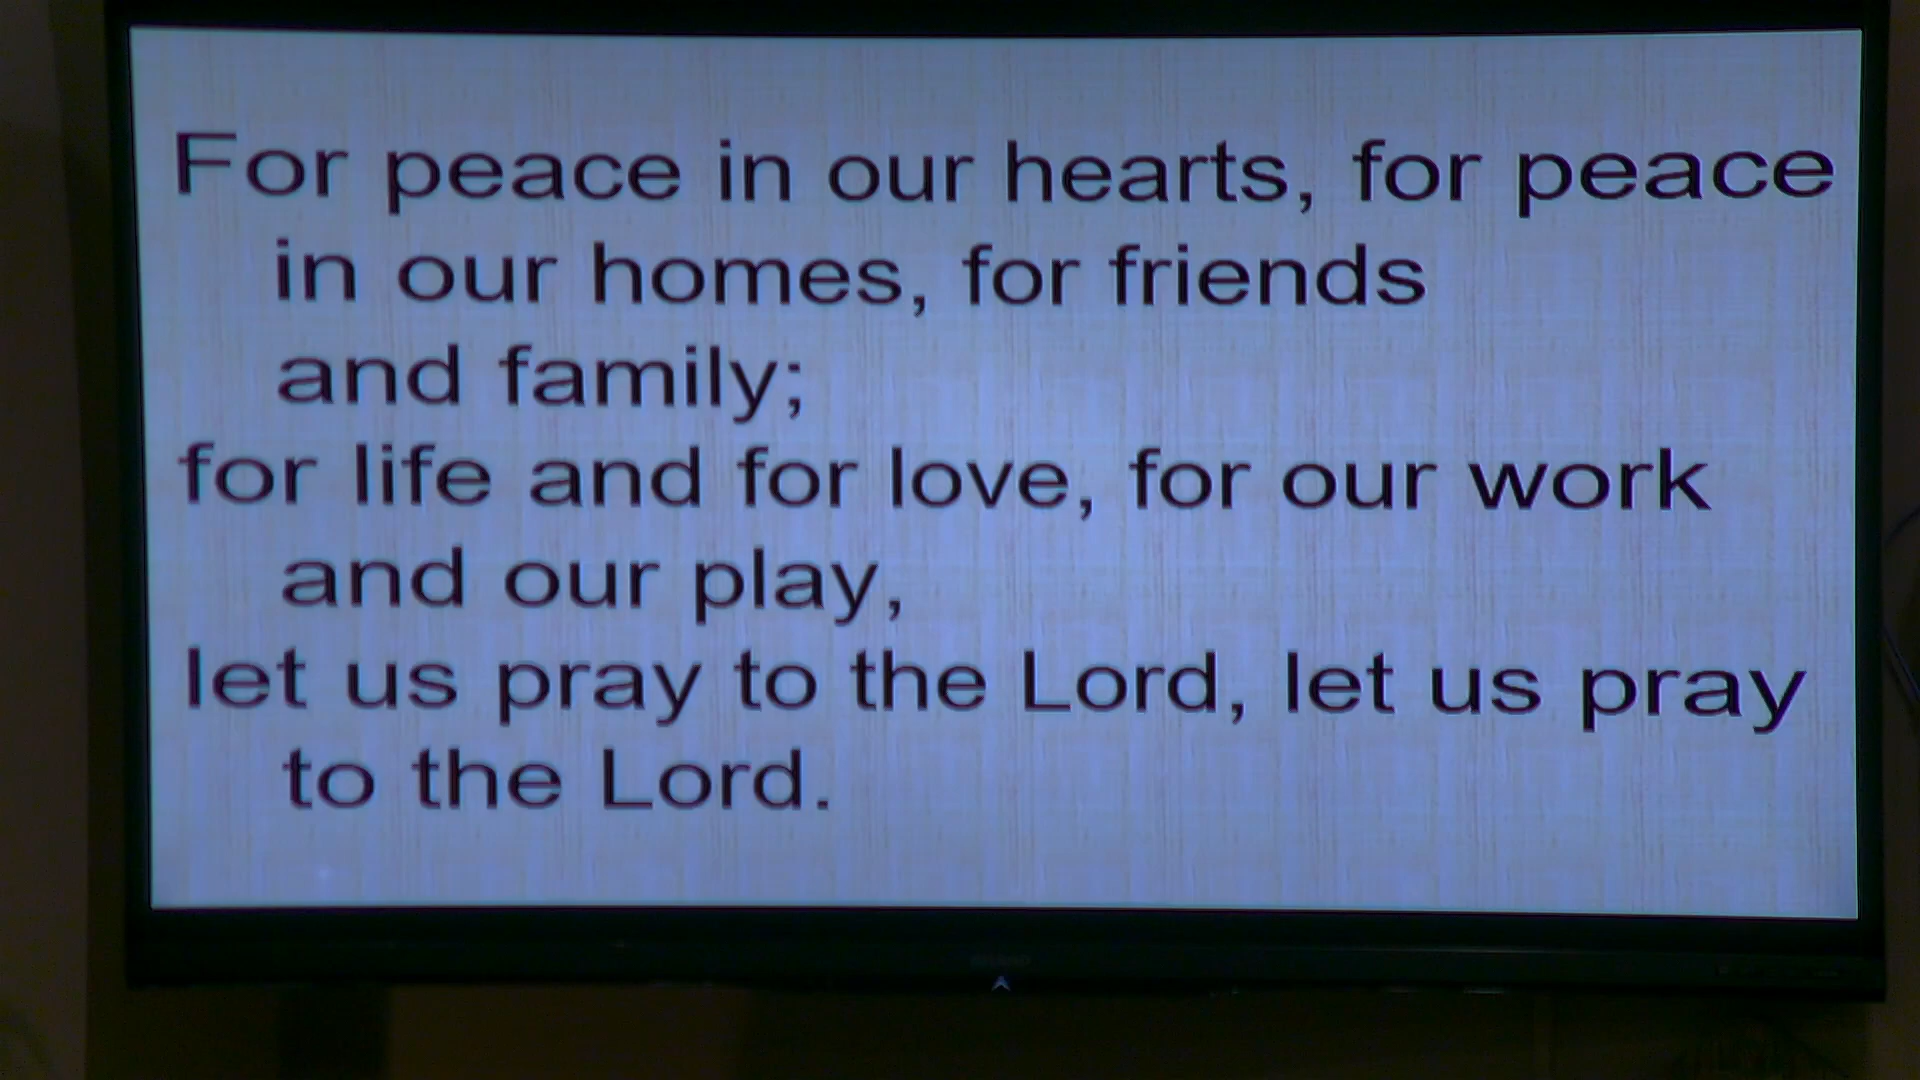 For peace in our hearts, for peace
in our homes, for friends
and family;
for life and for love, for our work
and our play,
let us pray to the Lord, let us pray
to the Lord.